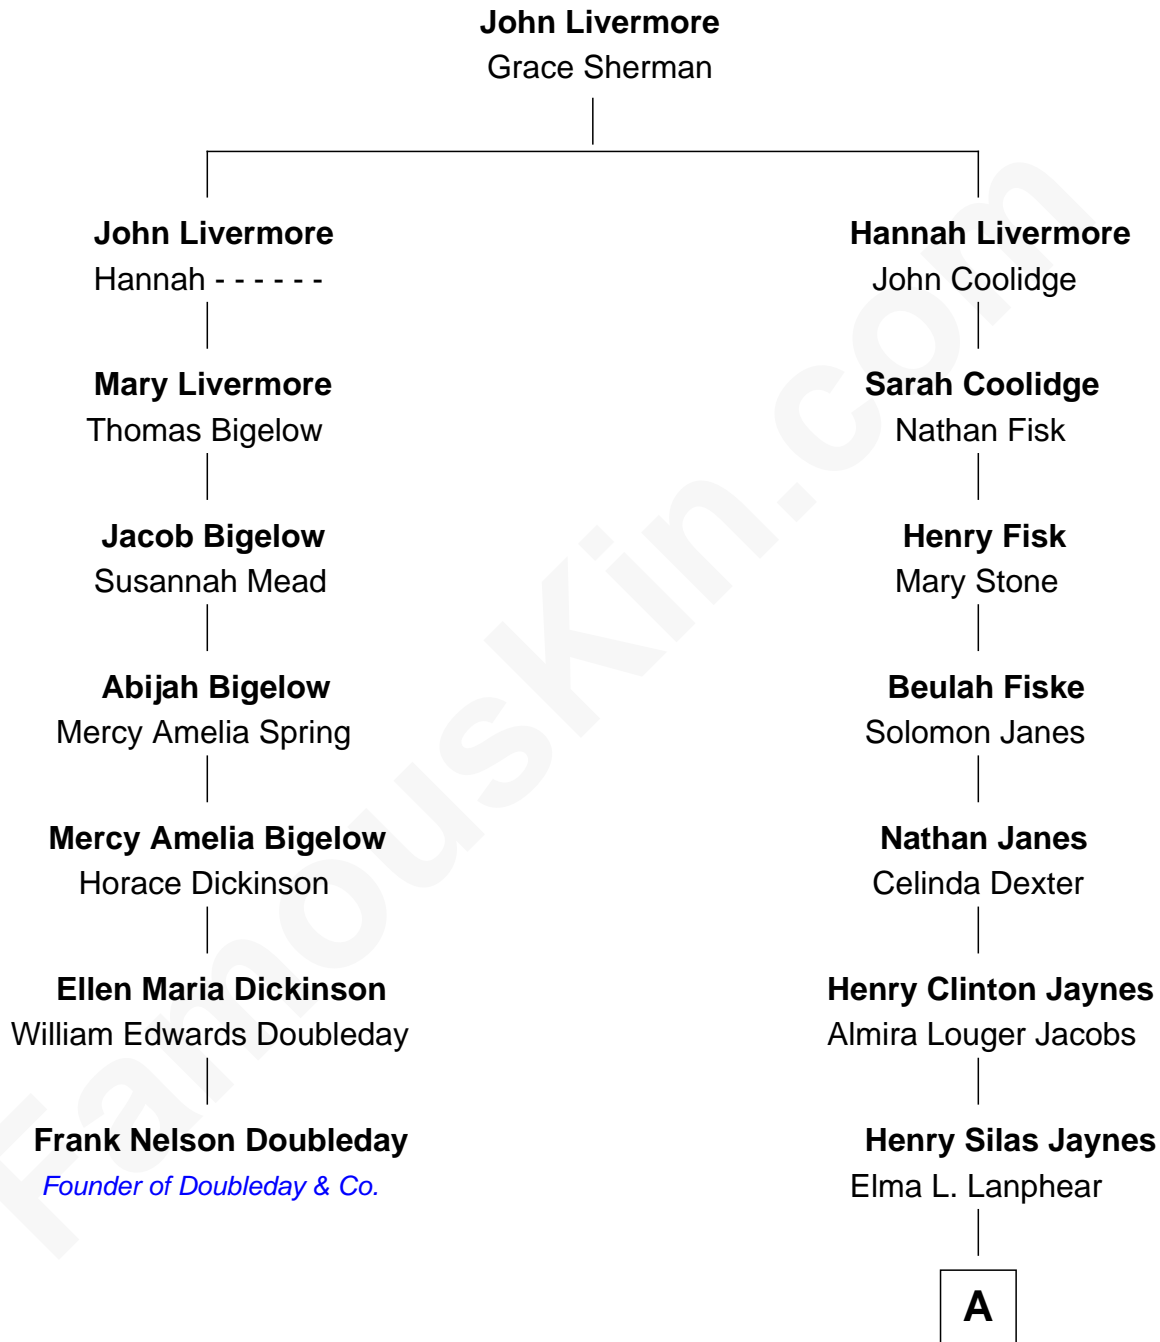 John Livermore
Grace Sherman
John Livermore
Hannah - - - - - -
Mary Livermore
Thomas Bigelow
Jacob Bigelow
Susannah Mead
Abijah Bigelow
Mercy Amelia Spring
Mercy Amelia Bigelow
Horace Dickinson
Ellen Maria Dickinson
William Edwards Doubleday
Frank Nelson Doubleday
Founder of Doubleday & Co.
Hannah Livermore
John Coolidge
Sarah Coolidge
Nathan Fisk
Henry Fisk
Mary Stone
Beulah Fiske
Solomon Janes
Nathan Janes
Celinda Dexter
Henry Clinton Jaynes
Almira Louger Jacobs
Henry Silas Jaynes
Elma L. Lanphear
A
FamousKin.com